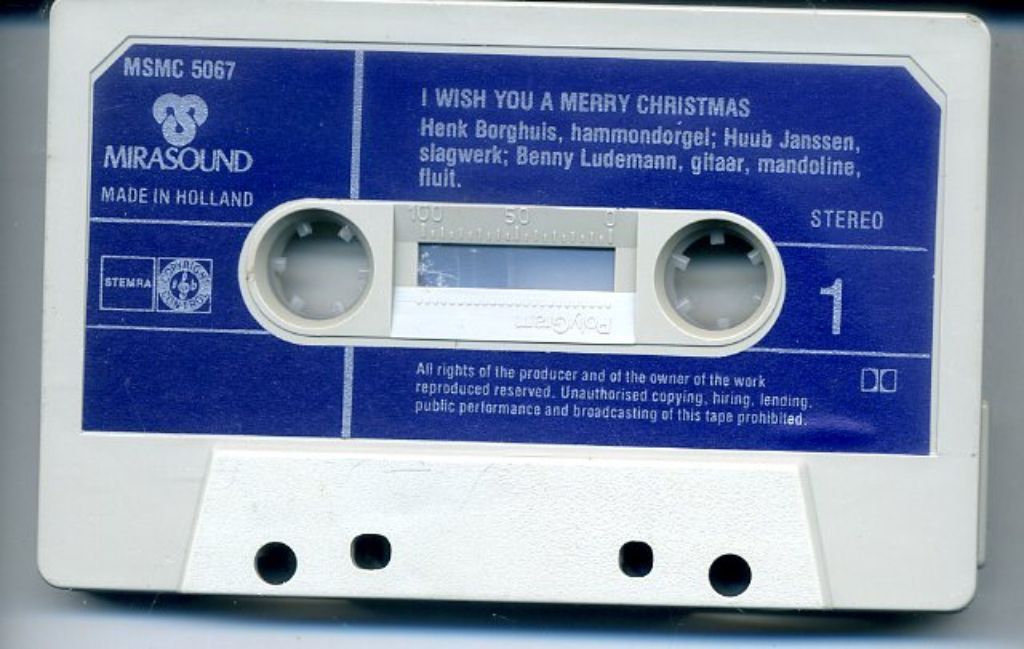 MSMC 5067
MIRASOUND
MADE IN HOLLAND
I WISH YOU A MERRY CHRISTMAS
Henk Borghuis, hammondorgel; Huub Janssen,
slagwerk; Benny Ludemann, gitaar, mandoline,
fluit.
STEREO
100 50 0
STEMRA
COPYRIGHT CONTROL
PolyGram
1
All rights of the producer and of the owner of the work
reproduced reserved. Unauthorised copying, hiring, lending,
public performance and broadcasting of this tape prohibited.